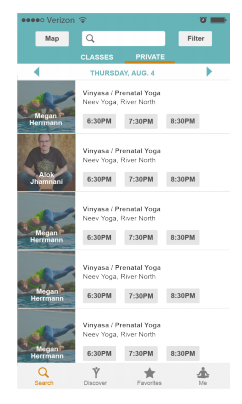 Verizon
Map
Filter
CLASSES PRIVATE
THURSDAY, AUG. 4
Megan
Herrmann
Vinyasa / Prenatal Yoga
Neev Yoga, River North
6:30PM 7:30PM 8:30PM
Alok
Jhamnani
Vinyasa / Prenatal Yoga
Neev Yoga, River North
6:30PM 7:30PM 8:30PM
Megan
Herrmann
Vinyasa / Prenatal Yoga
Neev Yoga, River North
6:30PM 7:30PM 8:30PM
Megan
Herrmann
Vinyasa / Prenatal Yoga
Neev Yoga, River North
6:30PM 7:30PM 8:30PM
Megan
Herrmann
Vinyasa / Prenatal Yoga
Neev Yoga, River North
6:30PM 7:30PM 8:30PM
Search Discover Favorites Me